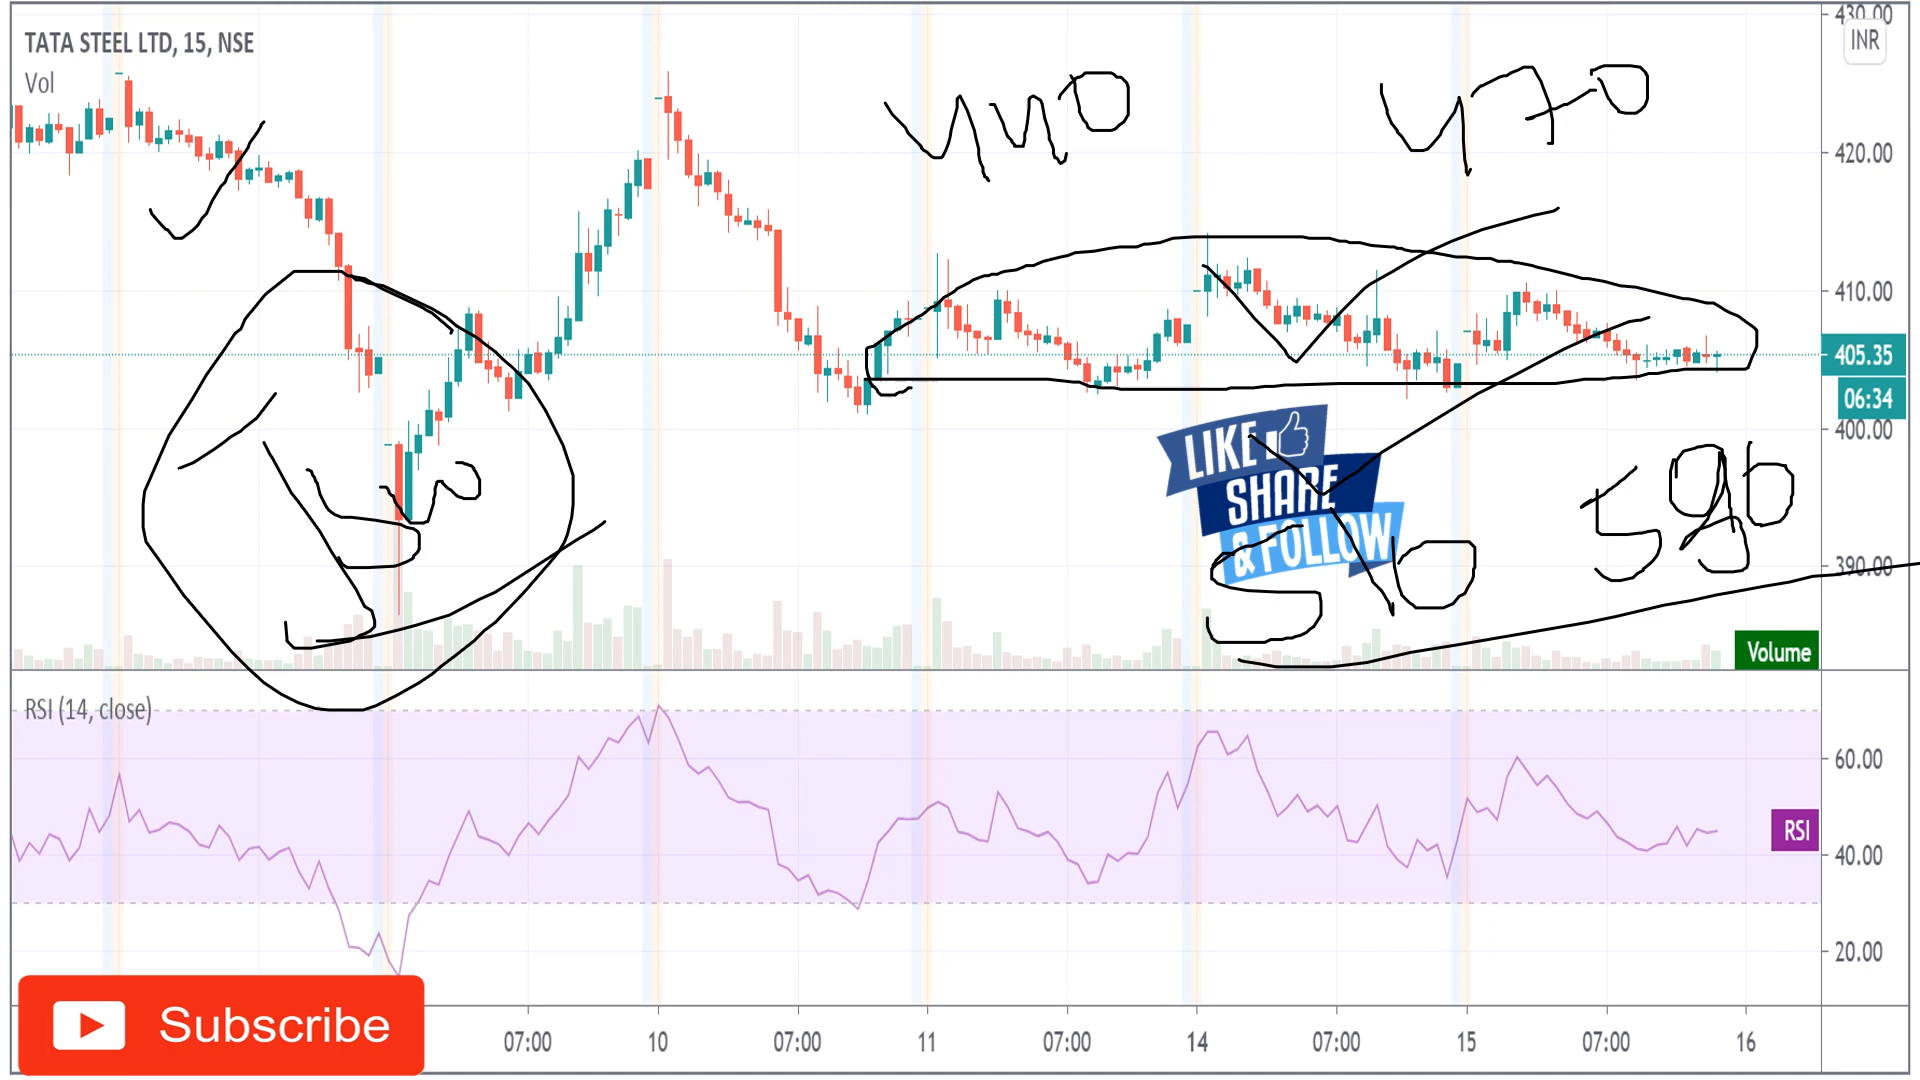 TATA STEEL LTD, 15, NSE
Vol
430.00
INR
440
470
420.00
410.00
405.35
06:34
400.00
LIKE
SHARE
& FOLLOW
590
390.00
Volume
RSI (14, close)
60.00
RSI
40.00
20.00
Subscribe
07:00 10 07:00 11 07:00 14 07:00 15 07:00 16